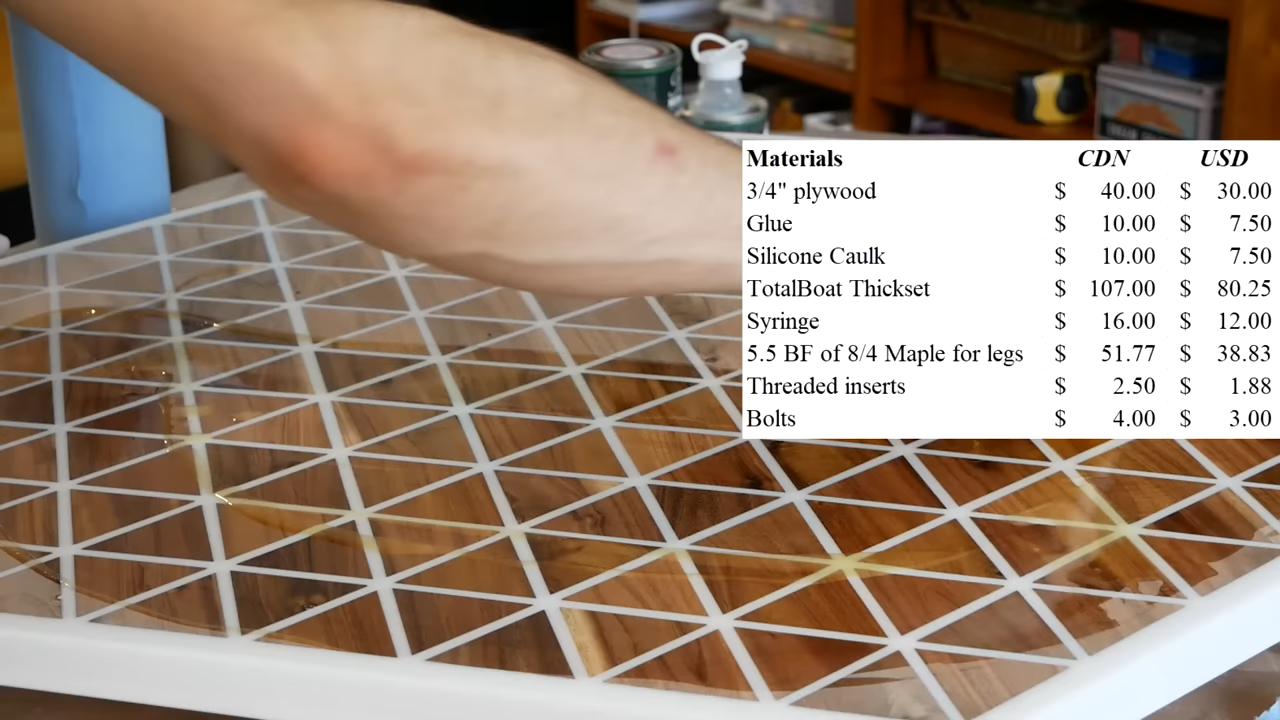 Materials CDN USD
3/4" plywood $ 40.00 $ 30.00
Glue $ 10.00 $ 7.50
Silicone Caulk $ 10.00 $ 7.50
TotalBoat Thickset $ 107.00 $ 80.25
Syringe $ 16.00 $ 12.00
5.5 BF of 8/4 Maple for legs $ 51.77 $ 38.83
Threaded inserts $ 2.50 $ 1.88
Bolts $ 4.00 $ 3.00